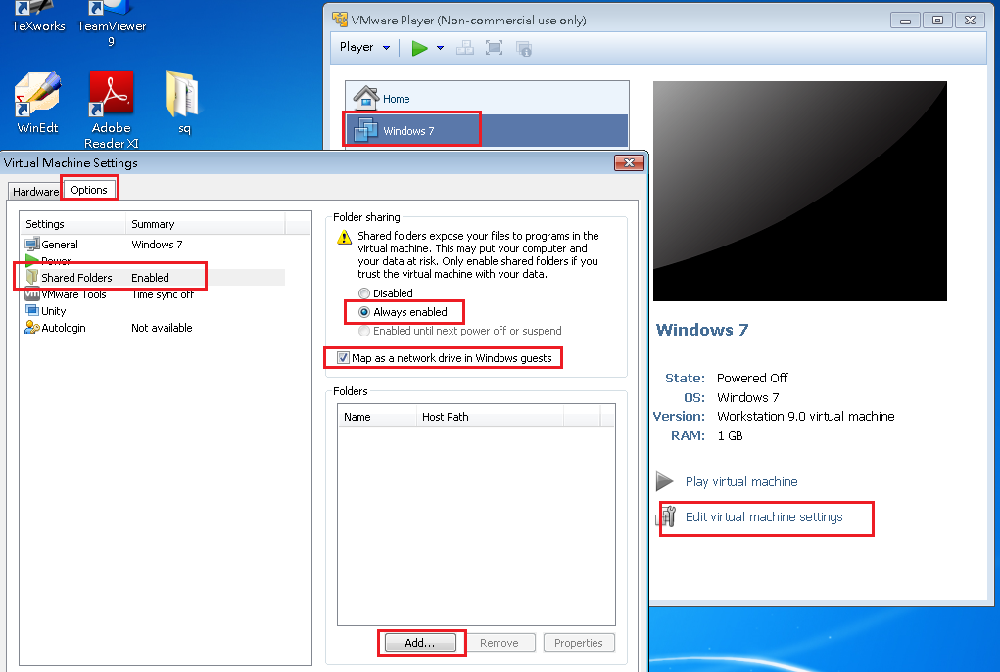 TeXworks
TeamViewer
9
WinEdt
Adobe
Reader XI
sq
VMware Player (Non-commercial use only)
Player
Home
Windows 7
Virtual Machine Settings
Hardware
Options
Settings
Summary
General
Windows 7
Power
Shared Folders
Enabled
VMware Tools
Time sync off
Unity
Autologin
Not available
Folder sharing
Shared folders expose your files to programs in the
virtual machine. This may put your computer and
your data at risk. Only enable shared folders if you
trust the virtual machine with your data.
Disabled
Always enabled
Enabled until next power off or suspend
Map as a network drive in Windows guests
Folders
Name
Host Path
Add...
Remove
Properties
Windows 7
State: Powered Off
OS: Windows 7
Version: Workstation 9.0 virtual machine
RAM: 1 GB
Play virtual machine
Edit virtual machine settings